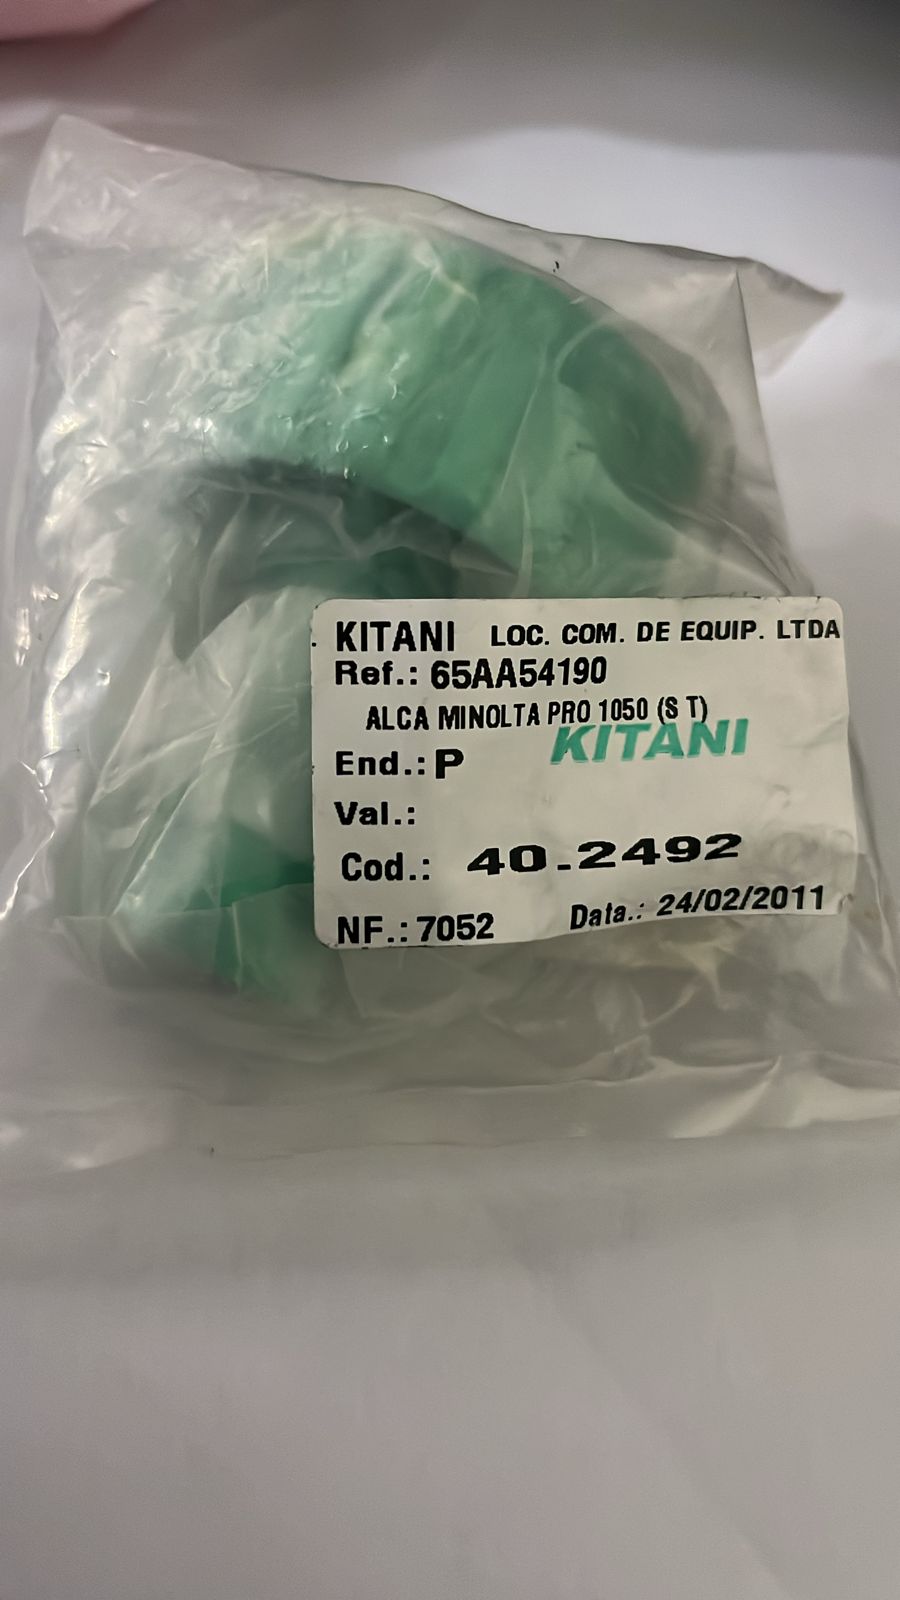 KITANI LOC. COM. DE EQUIP. LTDA
Ref.: 65AA54190
ALCA MINOLTA PRO 1050 (S T)
KITANI
End.: P
Val.:
Cod.: 40.2492
NF.: 7052 Data.: 24/02/2011